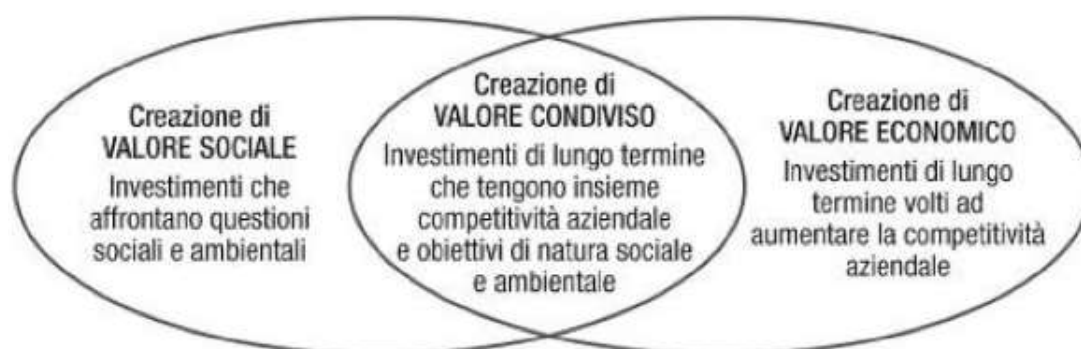 Creazione di
VALORE SOCIALE
Investimenti che
affrontano questioni
sociali e ambientali
Creazione di
VALORE CONDIVISO
Investimenti di lungo termine
che tengono insieme
competitività aziendale
e obiettivi di natura sociale
e ambientale
Creazione di
VALORE ECONOMICO
Investimenti di lungo
termine volti ad
aumentare la competitività
aziendale